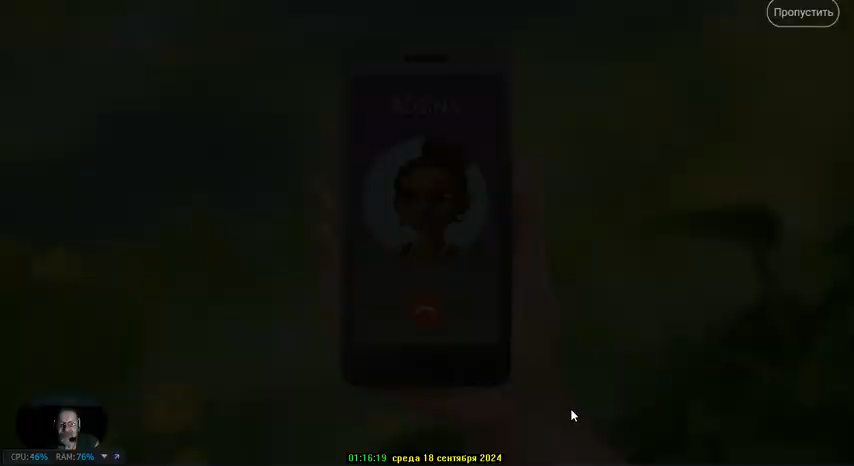 Пропустить
CPU:46% RAM:76%
01:16:19 среда 18 сентября 2024